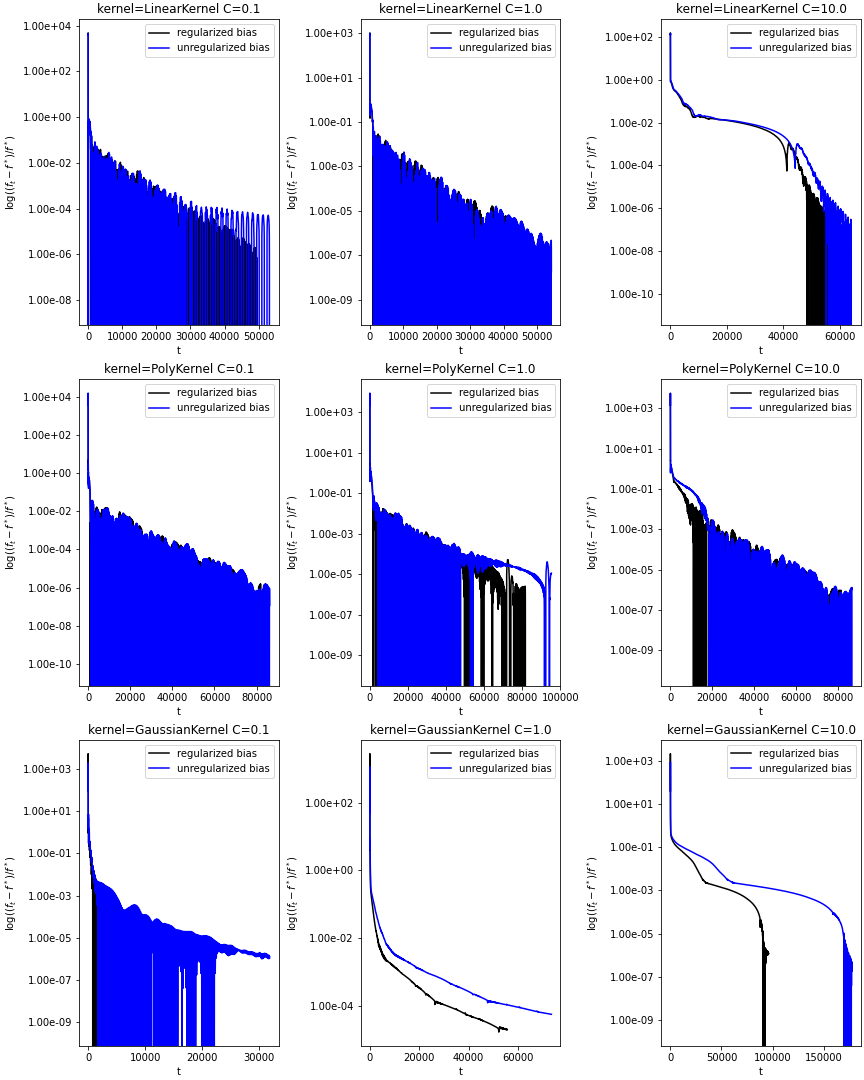 kernel=LinearKernel C=0.1
1.00e+04
1.00e+02
1.00e+00
1.00e-02
1.00e-04
1.00e-06
1.00e-08
log((f_t − f*)/f*)
regularized bias
unregularized bias
0 10000 20000 30000 40000 50000
t
kernel=LinearKernel C=1.0
1.00e+03
1.00e+01
1.00e-01
1.00e-03
1.00e-05
1.00e-07
1.00e-09
log((f_t − f*)/f*)
regularized bias
unregularized bias
0 10000 20000 30000 40000 50000
t
kernel=LinearKernel C=10.0
1.00e+02
1.00e+00
1.00e-02
1.00e-04
1.00e-06
1.00e-08
1.00e-10
log((f_t − f*)/f*)
regularized bias
unregularized bias
0 20000 40000 60000
t
kernel=PolyKernel C=0.1
1.00e+04
1.00e+02
1.00e+00
1.00e-02
1.00e-04
1.00e-06
1.00e-08
1.00e-10
log((f_t − f*)/f*)
regularized bias
unregularized bias
0 20000 40000 60000 80000
t
kernel=PolyKernel C=1.0
1.00e+03
1.00e+01
1.00e-01
1.00e-03
1.00e-05
1.00e-07
1.00e-09
log((f_t − f*)/f*)
regularized bias
unregularized bias
0 20000 40000 60000 80000 100000
t
kernel=PolyKernel C=10.0
1.00e+03
1.00e+01
1.00e-01
1.00e-03
1.00e-05
1.00e-07
1.00e-09
log((f_t − f*)/f*)
regularized bias
unregularized bias
0 20000 40000 60000 80000
t
kernel=GaussianKernel C=0.1
1.00e+03
1.00e+01
1.00e-01
1.00e-03
1.00e-05
1.00e-07
1.00e-09
log((f_t − f*)/f*)
regularized bias
unregularized bias
0 10000 20000 30000
t
kernel=GaussianKernel C=1.0
1.00e+02
1.00e+00
1.00e-02
1.00e-04
log((f_t − f*)/f*)
regularized bias
unregularized bias
0 20000 40000 60000
t
kernel=GaussianKernel C=10.0
1.00e+03
1.00e+01
1.00e-01
1.00e-03
1.00e-05
1.00e-07
1.00e-09
log((f_t − f*)/f*)
regularized bias
unregularized bias
0 50000 100000 150000
t